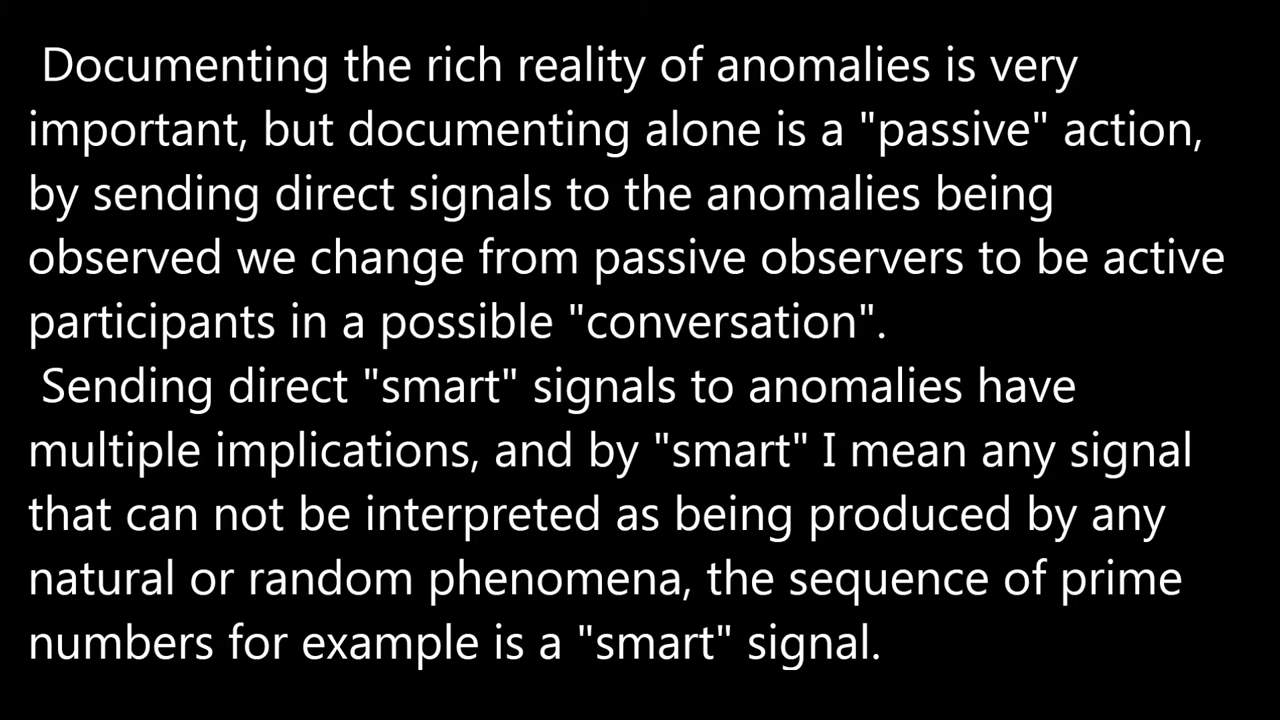 Documenting the rich reality of anomalies is very
important, but documenting alone is a "passive" action,
by sending direct signals to the anomalies being
observed we change from passive observers to be active
participants in a possible "conversation".
Sending direct "smart" signals to anomalies have
multiple implications, and by "smart" I mean any signal
that can not be interpreted as being produced by any
natural or random phenomena, the sequence of prime
numbers for example is a "smart" signal.